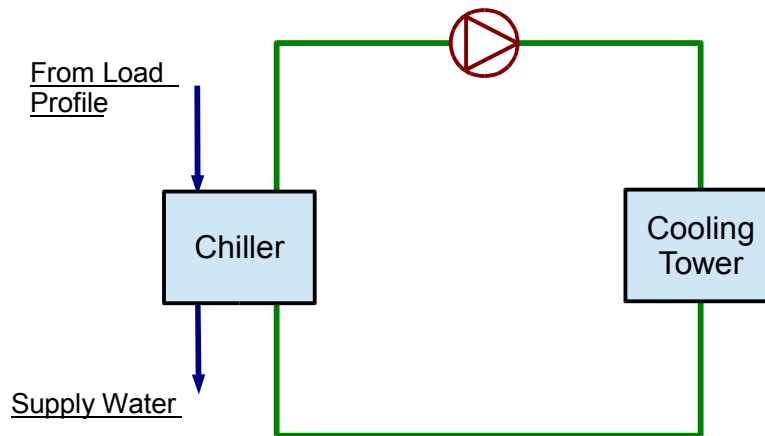 From Load
Profile
Chiller
Cooling
Tower
Supply Water